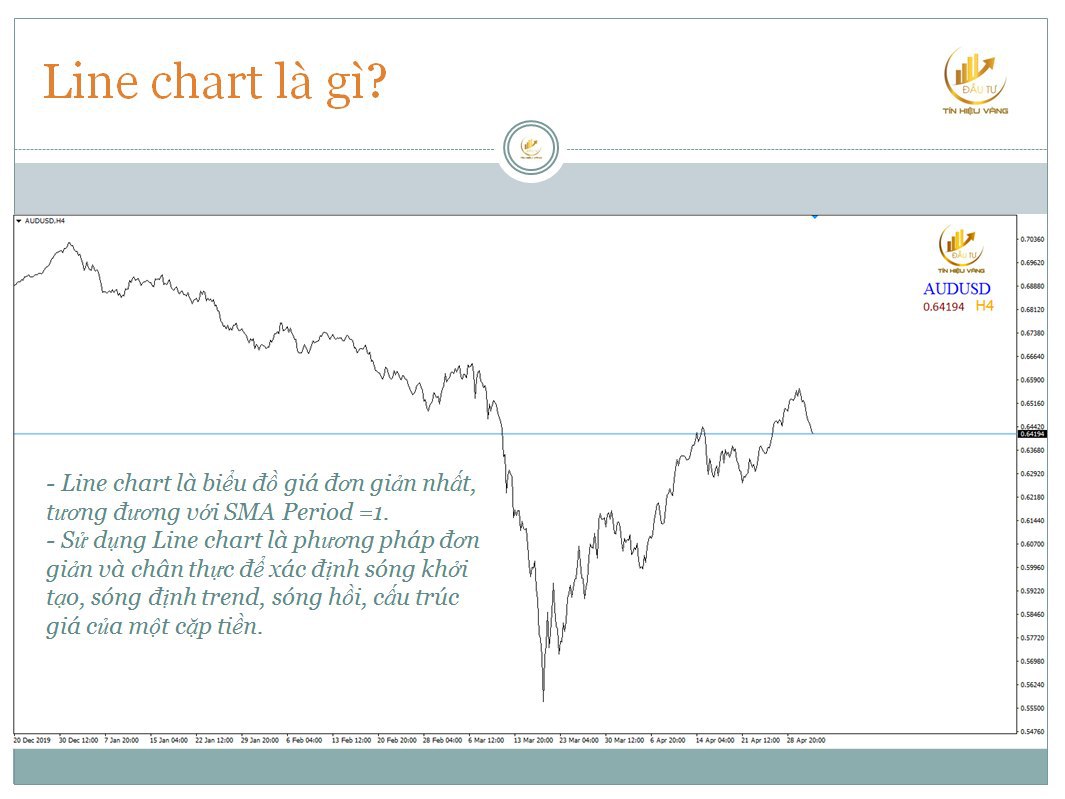 Line chart là gì?
ĐẦU TƯ
TÍN HIỆU VÀNG
TÍN HIỆU VÀNG
AUDUSD,H4
ĐẦU TƯ
TÍN HIỆU VÀNG
AUDUSD
0.64194 H4
0.70360
0.69620
0.68880
0.68120
0.67380
0.66640
0.65900
0.65160
0.64420
0.64194
0.63680
0.62920
0.62180
0.61440
0.60700
0.59960
0.59220
0.58460
0.57720
0.56980
0.56240
0.55500
0.54760
- Line chart là biểu đồ giá đơn giản nhất,
tương đương với SMA Period =1.
- Sử dụng Line chart là phương pháp đơn
giản và chân thực để xác định sóng khởi
tạo, sóng định trend, sóng hồi, cấu trúc
giá của một cặp tiền.
20 Dec 2019 30 Dec 12:00 7 Jan 20:00 15 Jan 04:00 22 Jan 12:00 29 Jan 20:00 6 Feb 04:00 13 Feb 12:00 20 Feb 20:00 28 Feb 04:00 6 Mar 12:00 13 Mar 20:00 23 Mar 04:00 30 Mar 12:00 6 Apr 20:00 14 Apr 04:00 21 Apr 12:00 28 Apr 20:00